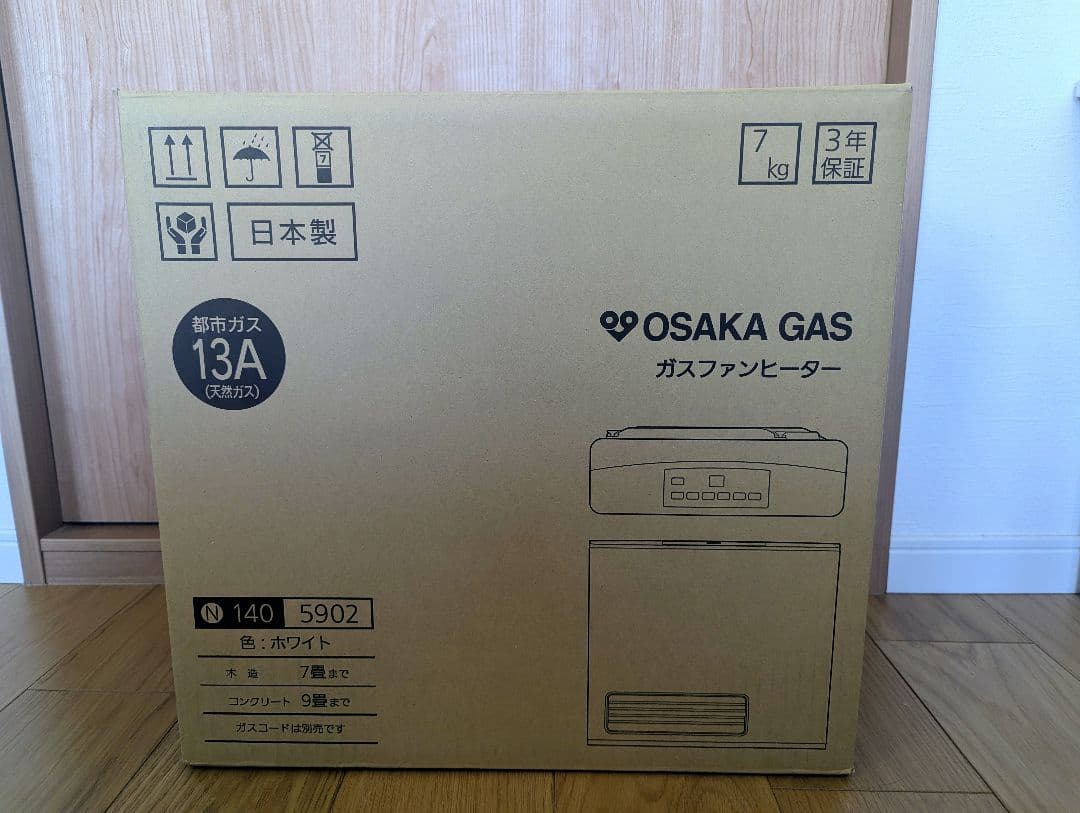 7
7
kg
3年
保証
日本製
都市ガス
13A
(天然ガス)
OSAKA GAS
ガスファンヒーター
N 140 5902
色:ホワイト
木造 7畳まで
コンクリート 9畳まで
ガスコードは別売です